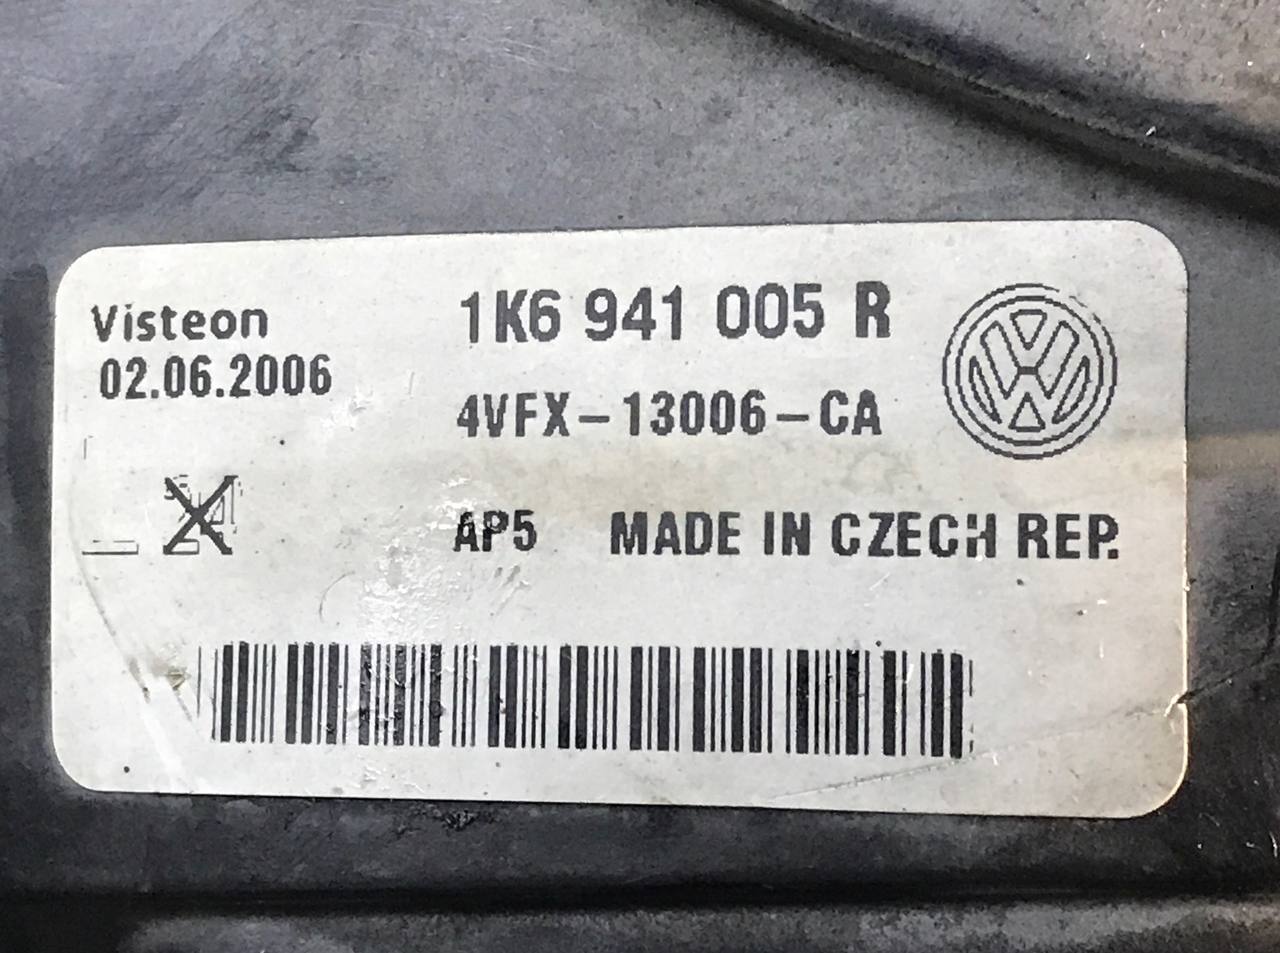 Visteon
02.06.2006
1K6 941 005 R
4VFX-13006-CA
AP5 MADE IN CZECH REP.